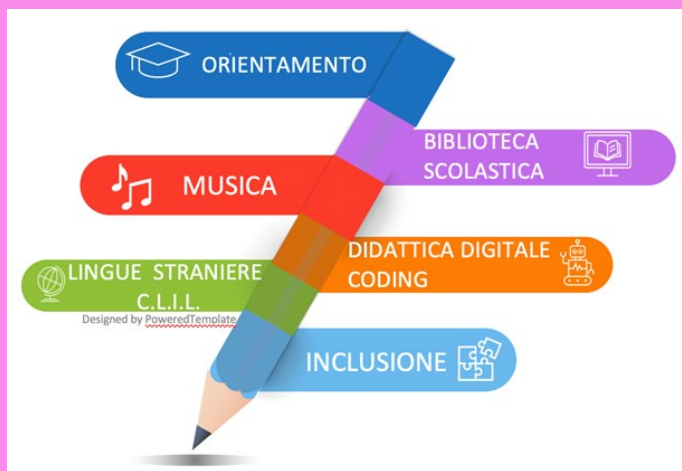 ORIENTAMENTO
BIBLIOTECA
SCOLASTICA
MUSICA
DIDATTICA DIGITALE
CODING
LINGUE STRANIERE
C.L.I.L.
Designed by PoweredTemplate
INCLUSIONE